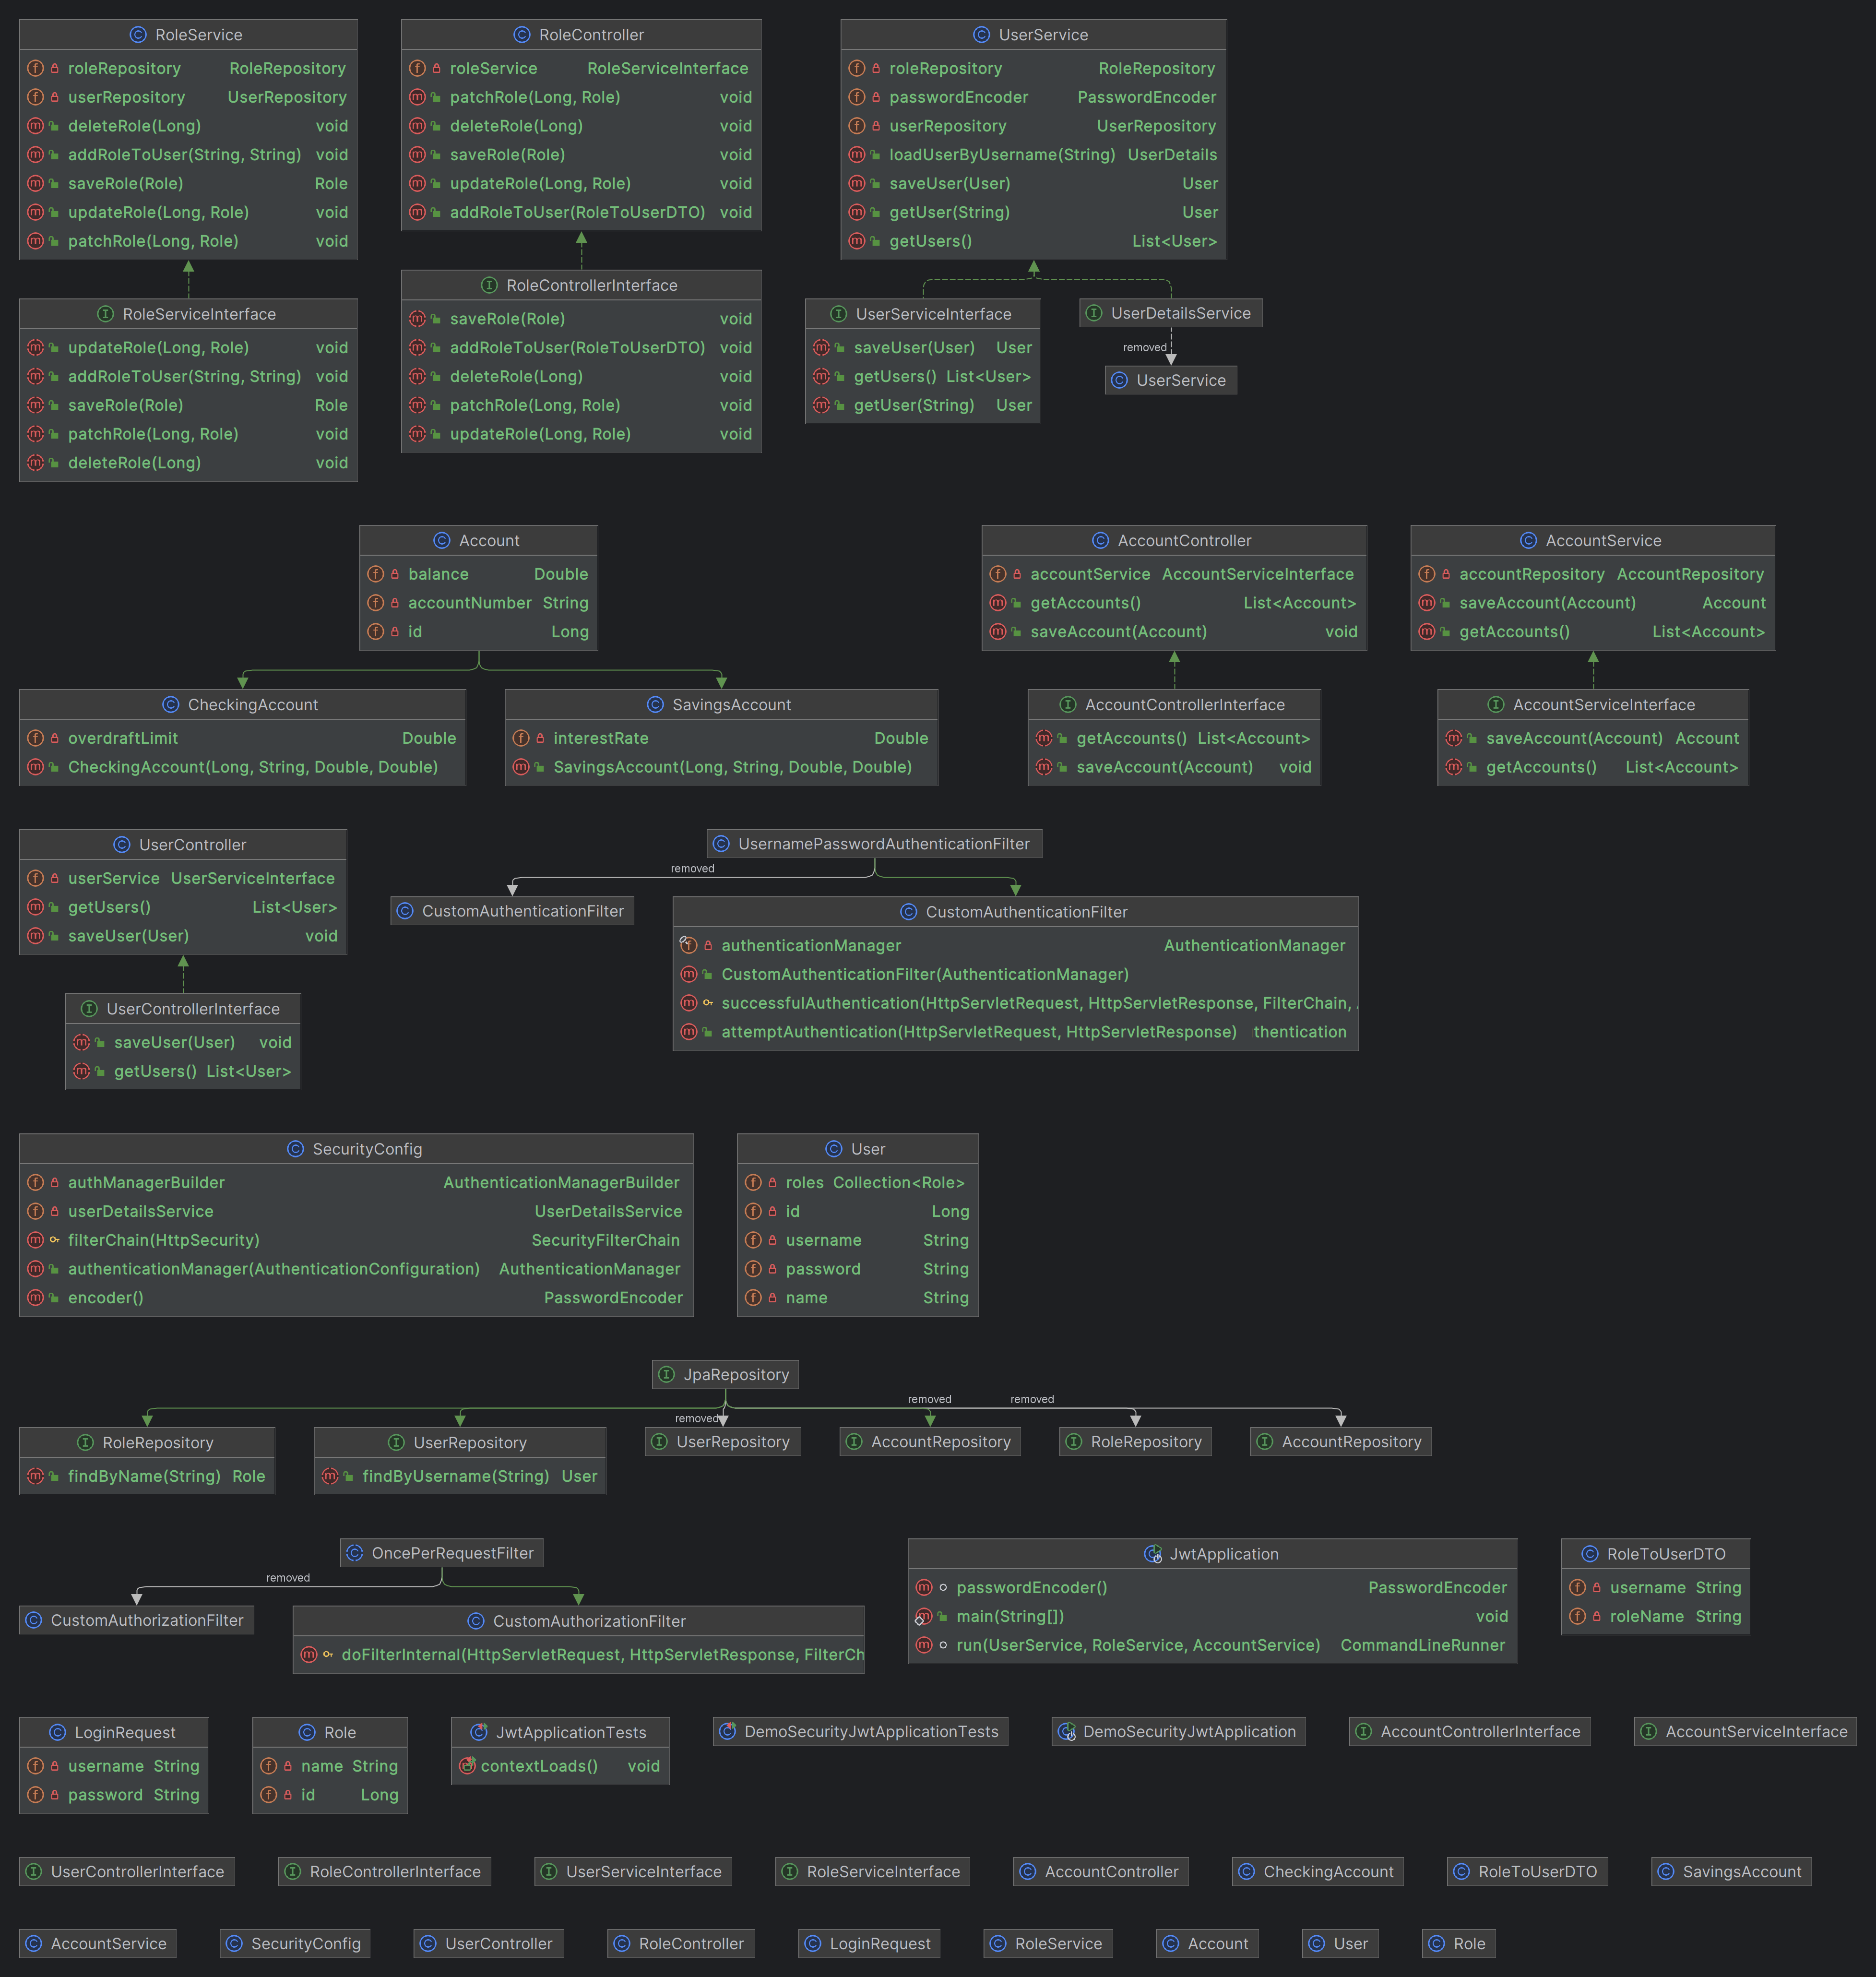 RoleService
roleRepository RoleRepository
userRepository UserRepository
deleteRole(Long) void
addRoleToUser(String, String) void
saveRole(Role) Role
updateRole(Long, Role) void
patchRole(Long, Role) void
RoleController
roleService RoleServiceInterface
patchRole(Long, Role) void
deleteRole(Long) void
saveRole(Role) void
updateRole(Long, Role) void
addRoleToUser(RoleToUserDTO) void
UserService
roleRepository RoleRepository
passwordEncoder PasswordEncoder
userRepository UserRepository
loadUserByUsername(String) UserDetails
saveUser(User) User
getUser(String) User
getUsers() List<User>
RoleServiceInterface
updateRole(Long, Role) void
addRoleToUser(String, String) void
saveRole(Role) Role
patchRole(Long, Role) void
deleteRole(Long) void
RoleControllerInterface
saveRole(Role) void
addRoleToUser(RoleToUserDTO) void
deleteRole(Long) void
patchRole(Long, Role) void
updateRole(Long, Role) void
UserServiceInterface
saveUser(User) User
getUsers() List<User>
getUser(String) User
UserDetailsService
removed
UserService
Account
balance Double
accountNumber String
id Long
AccountController
accountService AccountServiceInterface
getAccounts() List<Account>
saveAccount(Account) void
AccountService
accountRepository AccountRepository
saveAccount(Account) Account
getAccounts() List<Account>
CheckingAccount
overdraftLimit Double
CheckingAccount(Long, String, Double, Double)
SavingsAccount
interestRate Double
SavingsAccount(Long, String, Double, Double)
AccountControllerInterface
getAccounts() List<Account>
saveAccount(Account) void
AccountServiceInterface
saveAccount(Account) Account
getAccounts() List<Account>
UserController
userService UserServiceInterface
getUsers() List<User>
saveUser(User) void
UserControllerInterface
saveUser(User) void
getUsers() List<User>
UsernamePasswordAuthenticationFilter
removed
CustomAuthenticationFilter
CustomAuthenticationFilter
authenticationManager AuthenticationManager
CustomAuthenticationFilter(AuthenticationManager)
successfulAuthentication(HttpServletRequest, HttpServletResponse, FilterChain,
attemptAuthentication(HttpServletRequest, HttpServletResponse) thentication
SecurityConfig
authManagerBuilder AuthenticationManagerBuilder
userDetailsService UserDetailsService
filterChain(HttpSecurity) SecurityFilterChain
authenticationManager(AuthenticationConfiguration) AuthenticationManager
encoder() PasswordEncoder
User
roles Collection<Role>
id Long
username String
password String
name String
JpaRepository
removed removed
removed
RoleRepository
findByName(String) Role
UserRepository
findByUsername(String) User
UserRepository
AccountRepository
RoleRepository
AccountRepository
OncePerRequestFilter
removed
CustomAuthorizationFilter
CustomAuthorizationFilter
doFilterInternal(HttpServletRequest, HttpServletResponse, FilterCh
JwtApplication
passwordEncoder() PasswordEncoder
main(String[]) void
run(UserService, RoleService, AccountService) CommandLineRunner
RoleToUserDTO
username String
roleName String
LoginRequest
username String
password String
Role
name String
id Long
JwtApplicationTests
contextLoads() void
DemoSecurityJwtApplicationTests
DemoSecurityJwtApplication
AccountControllerInterface
AccountServiceInterface
UserControllerInterface
RoleControllerInterface
UserServiceInterface
RoleServiceInterface
AccountController
CheckingAccount
RoleToUserDTO
SavingsAccount
AccountService
SecurityConfig
UserController
RoleController
LoginRequest
RoleService
Account
User
Role